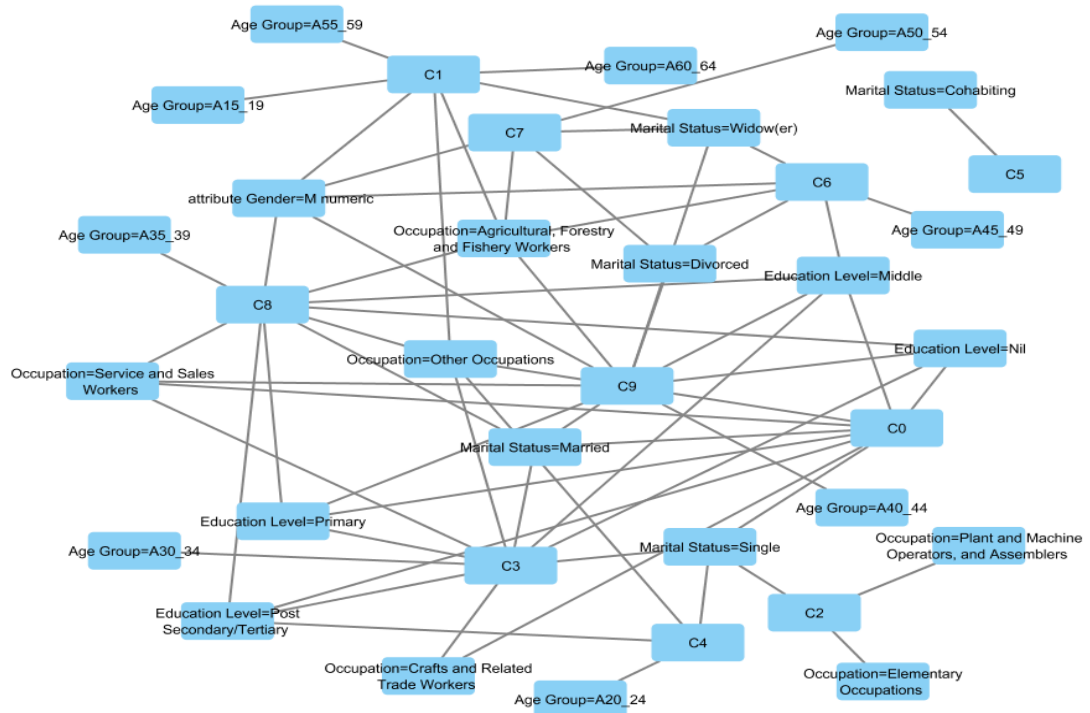 Age Group=A55_59
Age Group=A50_54
C1
Age Group=A60_64
Marital Status=Cohabiting
Age Group=A15_19
C7
Marital Status=Widow(er)
C5
C6
attribute Gender=M numeric
Age Group=A35_39
Occupation=Agricultural, Forestry
and Fishery Workers
Age Group=A45_49
Marital Status=Divorced
Education Level=Middle
C8
Education Level=Nil
Occupation=Other Occupations
Occupation=Service and Sales
Workers
C9
C0
Marital Status=Married
Education Level=Primary
Age Group=A40_44
Age Group=A30_34
Marital Status=Single
Occupation=Plant and Machine
Operators, and Assemblers
C3
Education Level=Post
Secondary/Tertiary
C2
C4
Occupation=Crafts and Related
Trade Workers
Occupation=Elementary
Occupations
Age Group=A20_24